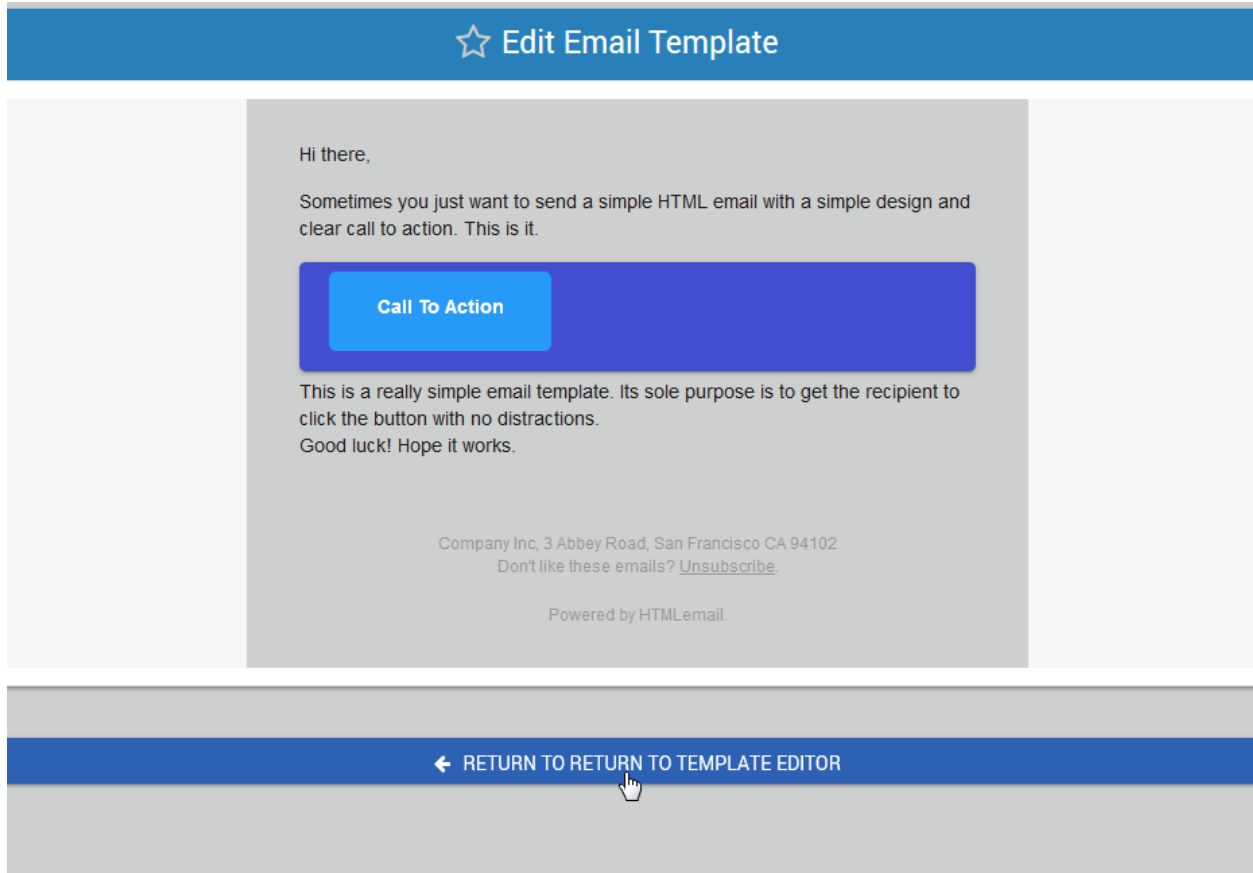 Edit Email Template
Hi there,
Sometimes you just want to send a simple HTML email with a simple design and
clear call to action. This is it.
Call To Action
This is a really simple email template. Its sole purpose is to get the recipient to
click the button with no distractions.
Good luck! Hope it works.
Company Inc, 3 Abbey Road, San Francisco CA 94102
Don't like these emails? Unsubscribe.
Powered by HTMLemail.
RETURN TO RETURN TO TEMPLATE EDITOR